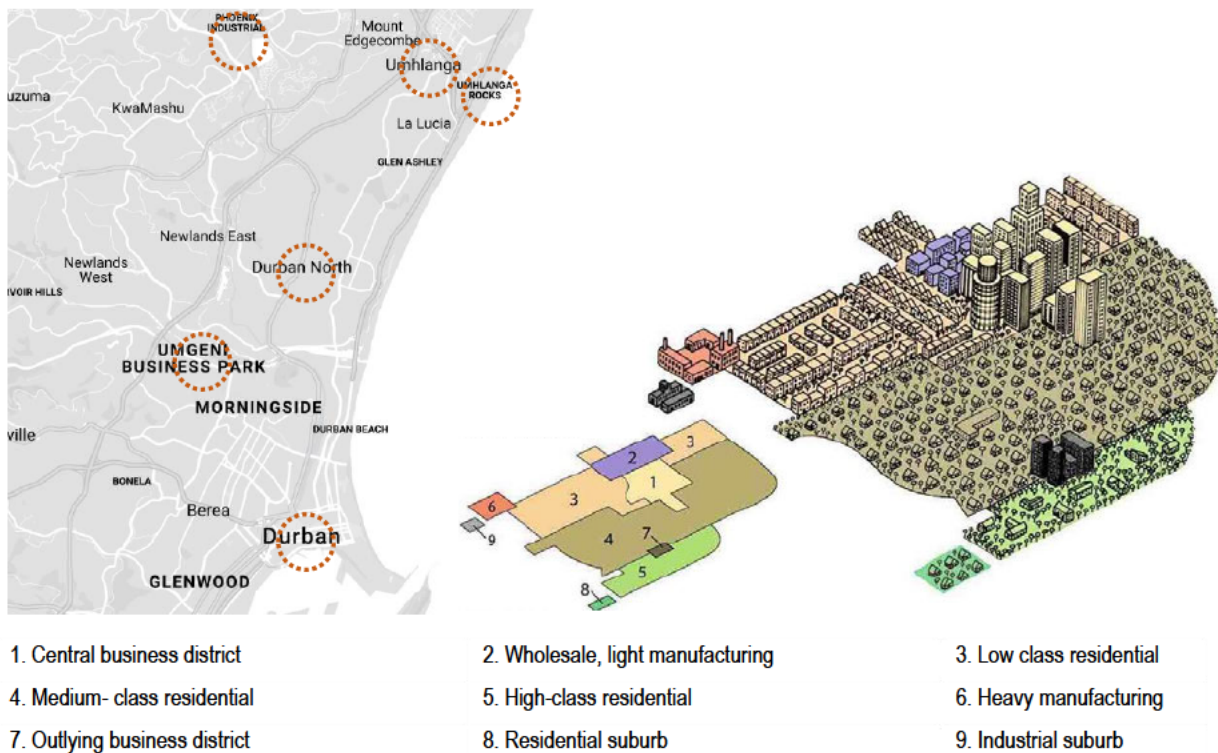 PHOENIX
INDUSTRIAL
Mount
Edgecombe
Umhlanga
UMHLANGA
ROCKS
KwaMashu
La Lucia
GLEN ASHLEY
Newlands East
Newlands
West
Durban North
UMGENI
BUSINESS PARK
MORNINGSIDE
DURBAN BEACH
BONELA
Berea
Durban
GLENWOOD
uzuma
RVOIR HILLS
ville
3
2
1
3
6
9
4
7
5
8
1. Central business district
2. Wholesale, light manufacturing
3. Low class residential
4. Medium- class residential
5. High-class residential
6. Heavy manufacturing
7. Outlying business district
8. Residential suburb
9. Industrial suburb